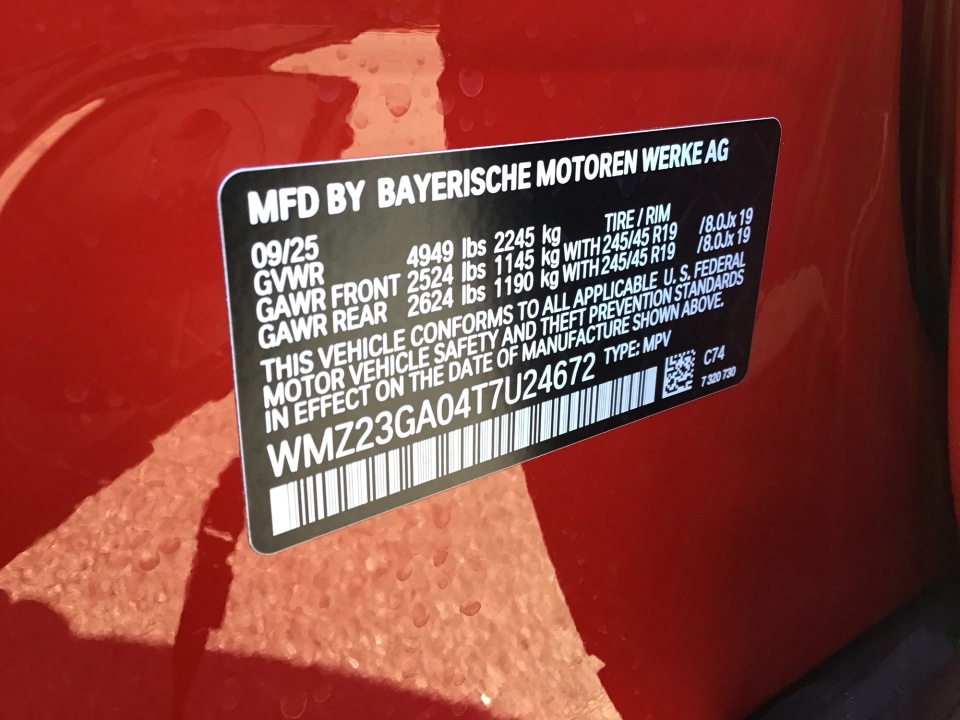 MFD BY BAYERISCHE MOTOREN WERKE AG
09/25 TIRE / RIM
GVWR 4949 lbs 2245 kg
GAWR FRONT 2524 lbs 1145 kg WITH 245/45 R19 /8.0Jx 19
GAWR REAR 2624 lbs 1190 kg WITH 245/45 R19 /8.0Jx 19
THIS VEHICLE CONFORMS TO ALL APPLICABLE U. S. FEDERAL
MOTOR VEHICLE SAFETY AND THEFT PREVENTION STANDARDS
IN EFFECT ON THE DATE OF MANUFACTURE SHOWN ABOVE.
WMZ23GA04T7U24672 TYPE: MPV
C74
7 320 730